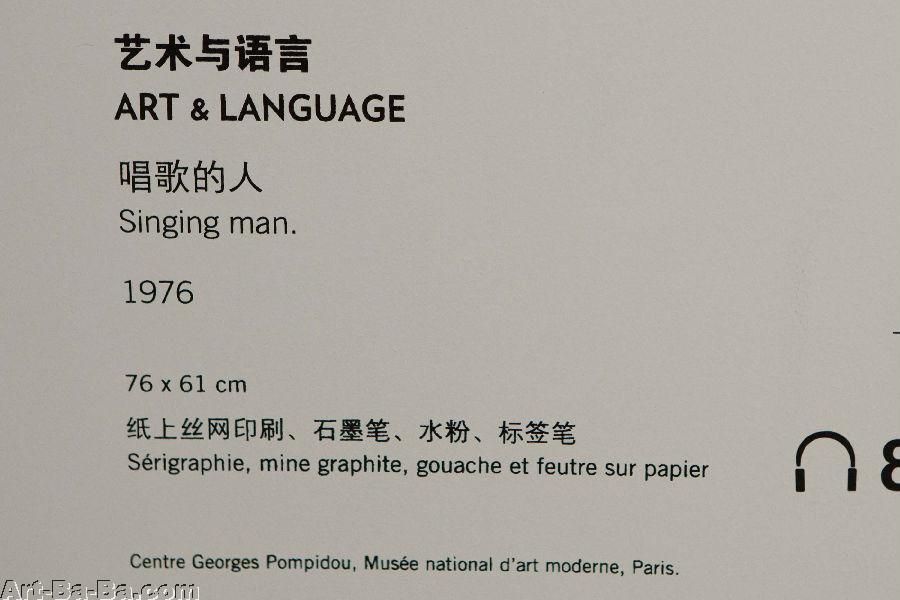 艺术与语言
ART & LANGUAGE
唱歌的人
Singing man.
1976
76 x 61 cm
纸上丝网印刷、石墨笔、水粉、标签笔
Sérigraphie, mine graphite, gouache et feutre sur papier
Centre Georges Pompidou, Musée national d'art moderne, Paris.
Art-Ba-Ba.com